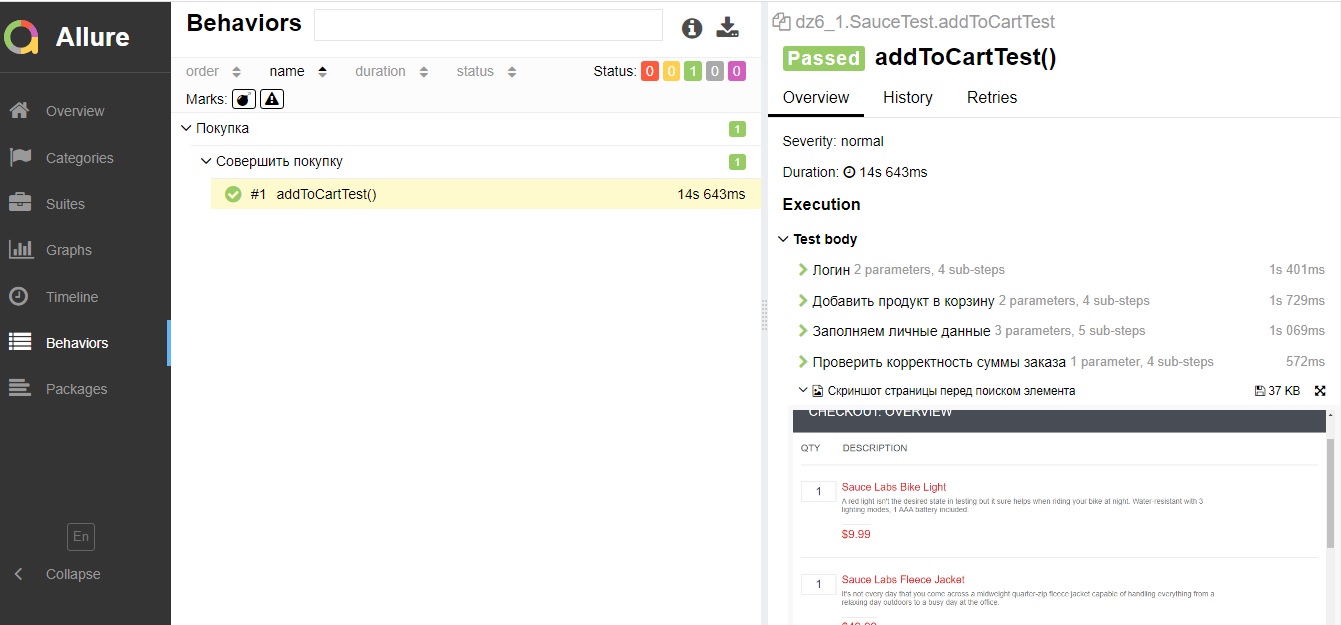 Allure
Overview
Categories
Suites
Graphs
Timeline
Behaviors
Packages
En
Collapse
Behaviors
order name duration status Status: 0 0 1 0 0
Marks:
Покупка 1
Совершить покупку 1
#1 addToCartTest() 14s 643ms
dz6_1.SauceTest.addToCartTest
Passed addToCartTest()
Overview History Retries
Severity: normal
Duration: 14s 643ms
Execution
Test body
Логин 2 parameters, 4 sub-steps 1s 401ms
Добавить продукт в корзину 2 parameters, 4 sub-steps 1s 729ms
Заполняем личные данные 3 parameters, 5 sub-steps 1s 069ms
Проверить корректность суммы заказа 1 parameter, 4 sub-steps 572ms
Скриншот страницы перед поиском элемента 37 KB
CHECKOUT: OVERVIEW
QTY DESCRIPTION
1 Sauce Labs Bike Light
A red light isn't the desired state in testing but it sure helps when riding your bike at night. Water-resistant with 3
lighting modes, 1 AAA battery included.
$9.99
1 Sauce Labs Fleece Jacket
It's not every day that you come across a midweight quarter-zip fleece jacket capable of handling everything from a
relaxing day outdoors to a busy day at the office.